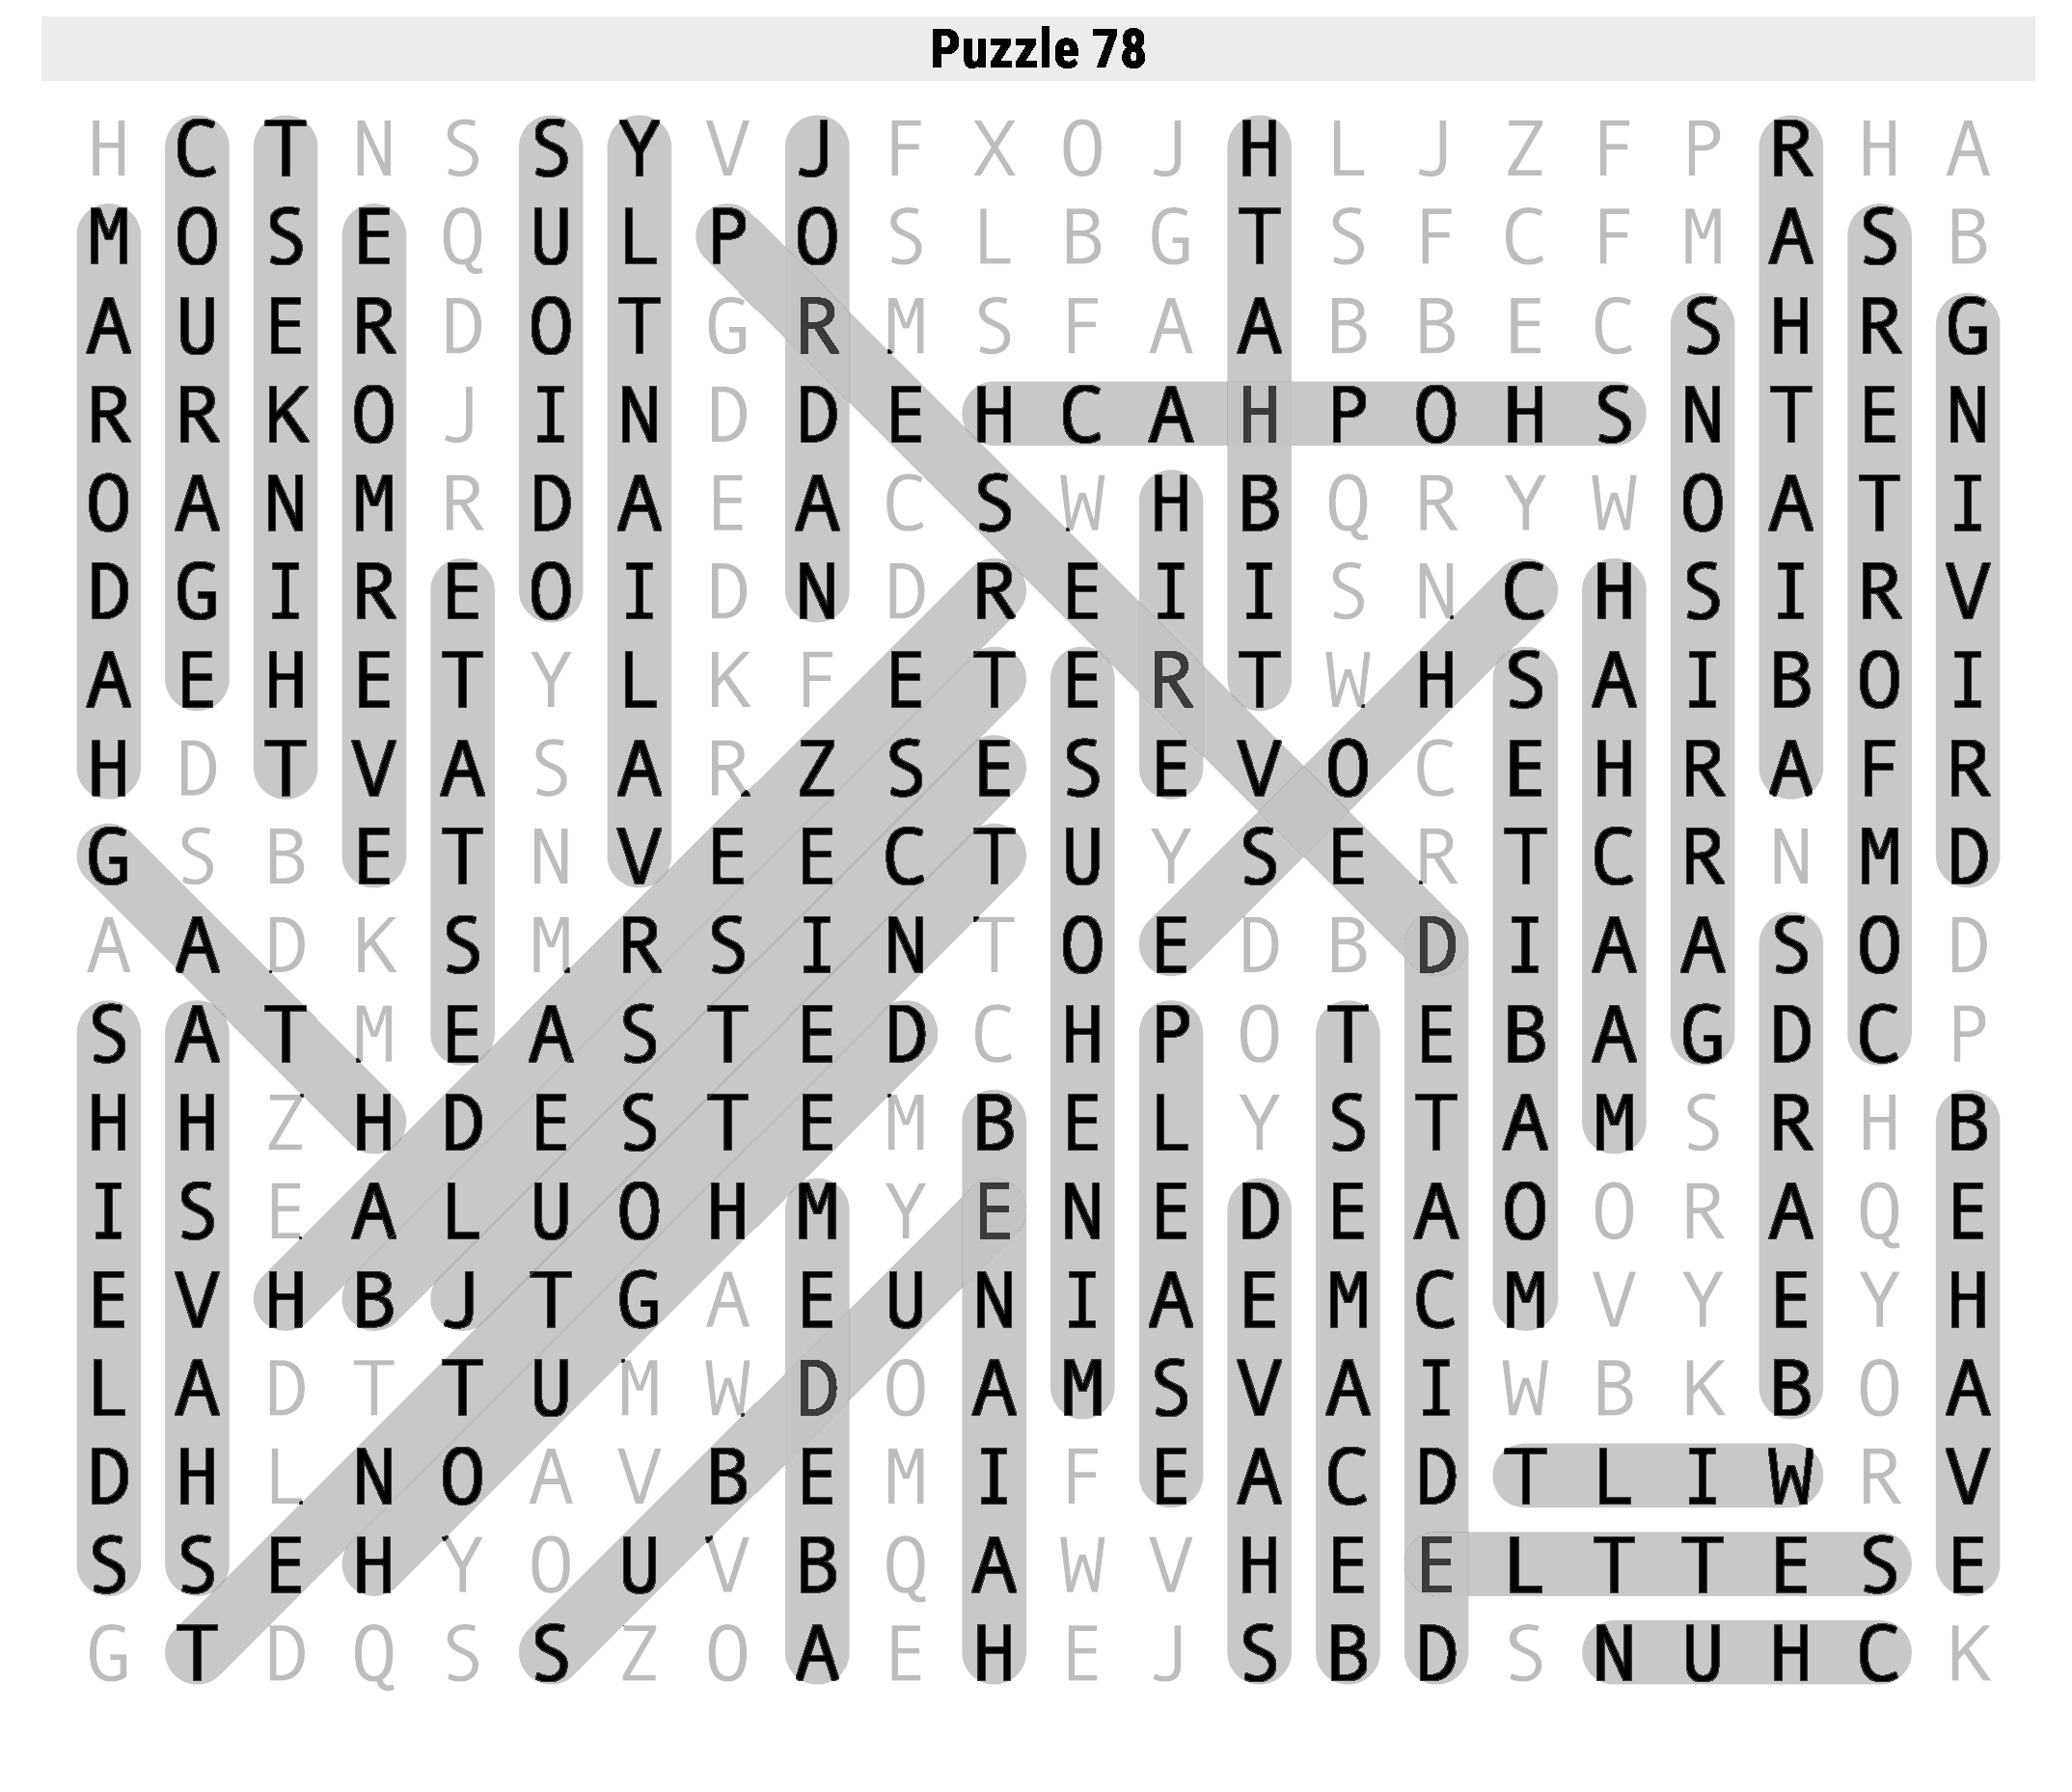 Puzzle 78
H C T N S S Y V J F X O J H L J Z F P R H A
M O S E Q U L P O S L B G T S F C F M A S B
A U E R D O T G R M S F A A B B E C S H R G
R R K O J I N D D E H C A H P O H S N T E N
O A N M R D A E A C S W H B Q R Y W O A T I
D G I R E O I D N D R E I I S N C H S I R V
A E H E T Y L K F E T E R T W H S A I B O I
H D T V A S A R Z S E S E V O C E H R A F R
G S B E T N V E E C T U Y S E R T C R N M D
A A D K S M R S I N T O E D B D I A A S O D
S A T M E A S T E D C H P O T E B A G D C P
H H Z H D E S T E M B E L Y S T A M S R H B
I S E A L U O H M Y E N E D E A O O R A Q E
E V H B J T G A E U N I A E M C M V Y E Y H
L A D T T U M W D O A M S V A I W B K B O A
D H L N O A V B E M I F E A C D T L I W R V
S S E H Y O U V B Q A W V H E E L T T E S E
G T D Q S S Z O A E H E J S B D S N U H C K